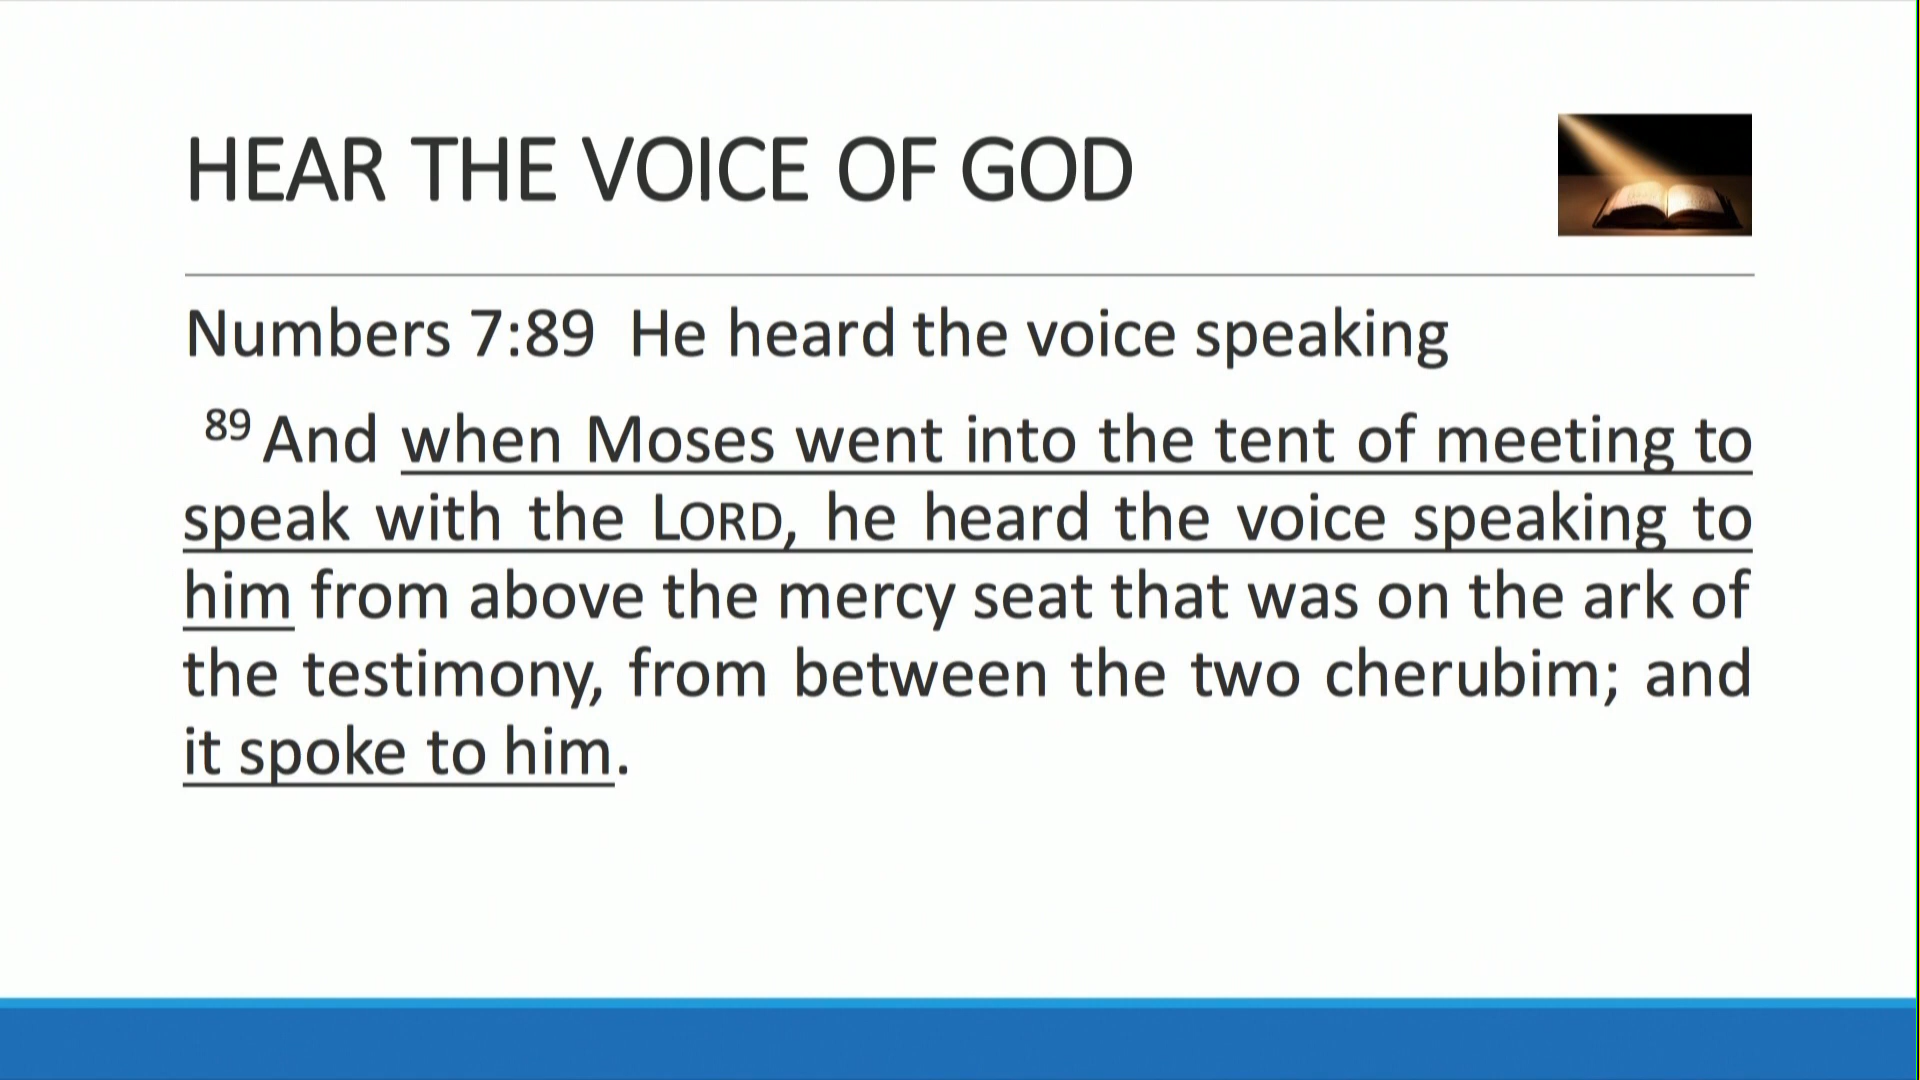 HEAR THE VOICE OF GOD
Numbers 7:89  He heard the voice speaking
89 And when Moses went into the tent of meeting to
speak with the LORD, he heard the voice speaking to
him from above the mercy seat that was on the ark of
the testimony, from between the two cherubim; and
it spoke to him.